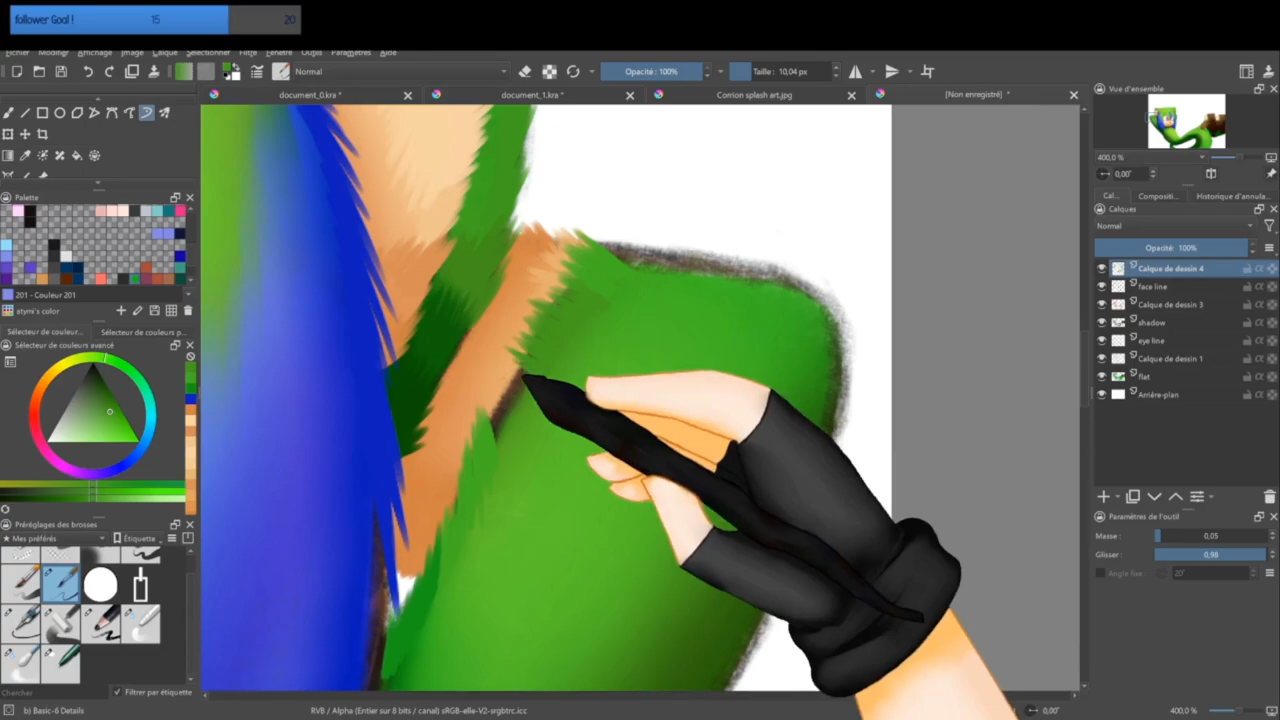 follower Goal ! 15 20
Fichier Modifier Affichage Image Calque Sélectionner Filtre Fenêtre Outils Paramètres Aide
Normal Opacité : 100% Taille : 10,04 px
document_0.kra * document_1.kra * Corrion splash art.jpg [Non enregistré] *
Vue d'ensemble
400,0 %
0,00°
Palette
Cal... Compositi... Historique d'annula...
Calques
Normal
Opacité: 100%
Calque de dessin 4
face line
Calque de dessin 3
shadow
eye line
Calque de dessin 1
flat
Arrière-plan
201 - Couleur 201
atymi's color
Sélecteur de couleur... Sélecteur de couleurs p...
Sélecteur de couleurs avancé
Paramètres de l'outil
Masse : 0,05
Glisser : 0,98
Angle fixe : 20°
Préréglages des brosses
Mes préférés Étiquette
Chercher Filtrer par étiquette
b) Basic-6 Details RVB / Alpha (Entier sur 8 bits / canal) sRGB-elle-V2-srgbtrc.icc 0,00° 400,0 %